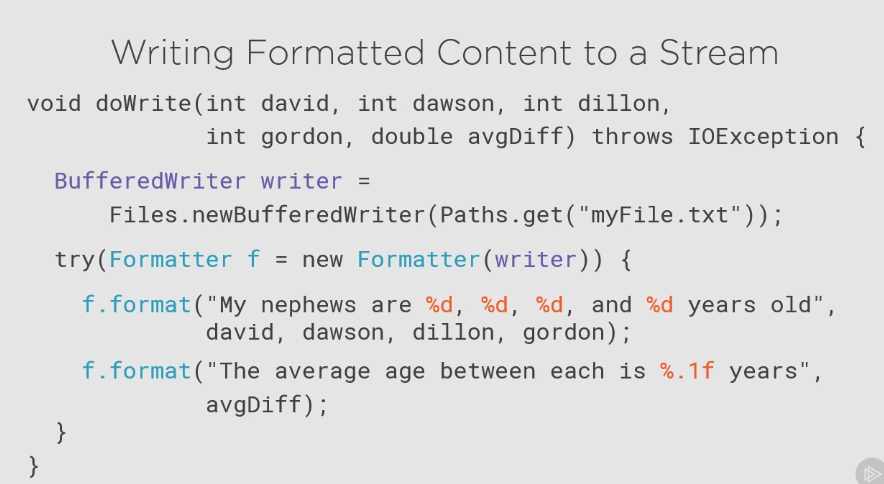 Writing Formatted Content to a Stream
void doWrite(int david, int dawson, int dillon,
int gordon, double avgDiff) throws IOException {
BufferedWriter writer =
Files.newBufferedWriter(Paths.get("myFile.txt"));
try(Formatter f = new Formatter(writer)) {
f.format("My nephews are %d, %d, %d, and %d years old",
david, dawson, dillon, gordon);
f.format("The average age between each is %.1f years",
avgDiff);
}
}